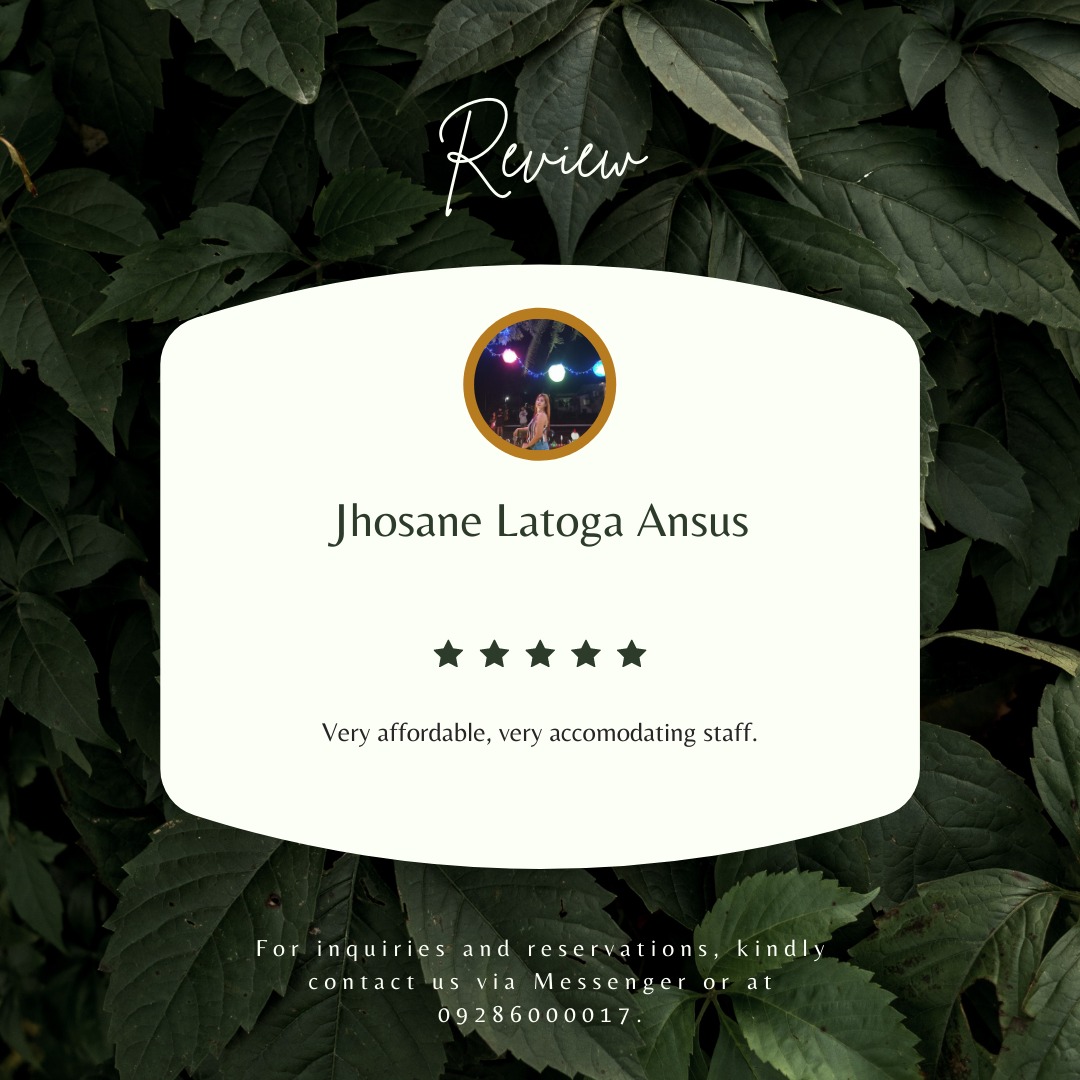 Review
Jhosane Latoga Ansus
Very affordable, very accomodating staff.
For inquiries and reservations, kindly
contact us via Messenger or at
09286000017.